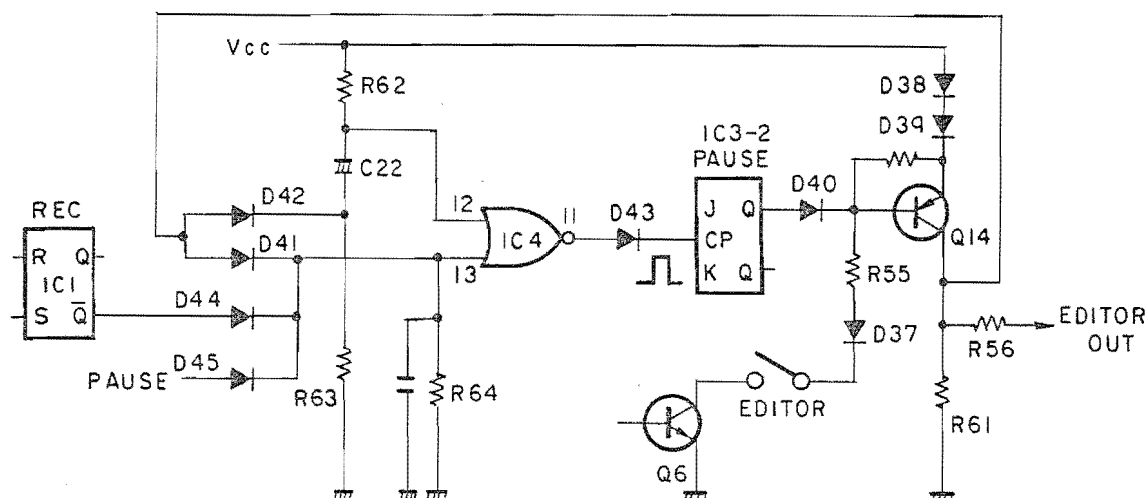 Vcc
R62
D38
D39
IC3-2
PAUSE
C22
D42
D40
REC
12
11
D43
J Q
Q14
R Q
D41
IC4
CP
IC1
13
K Q
R55
S Q̅
D44
D37
EDITOR
OUT
R56
D45
PAUSE
R63
R64
EDITOR
R61
Q6